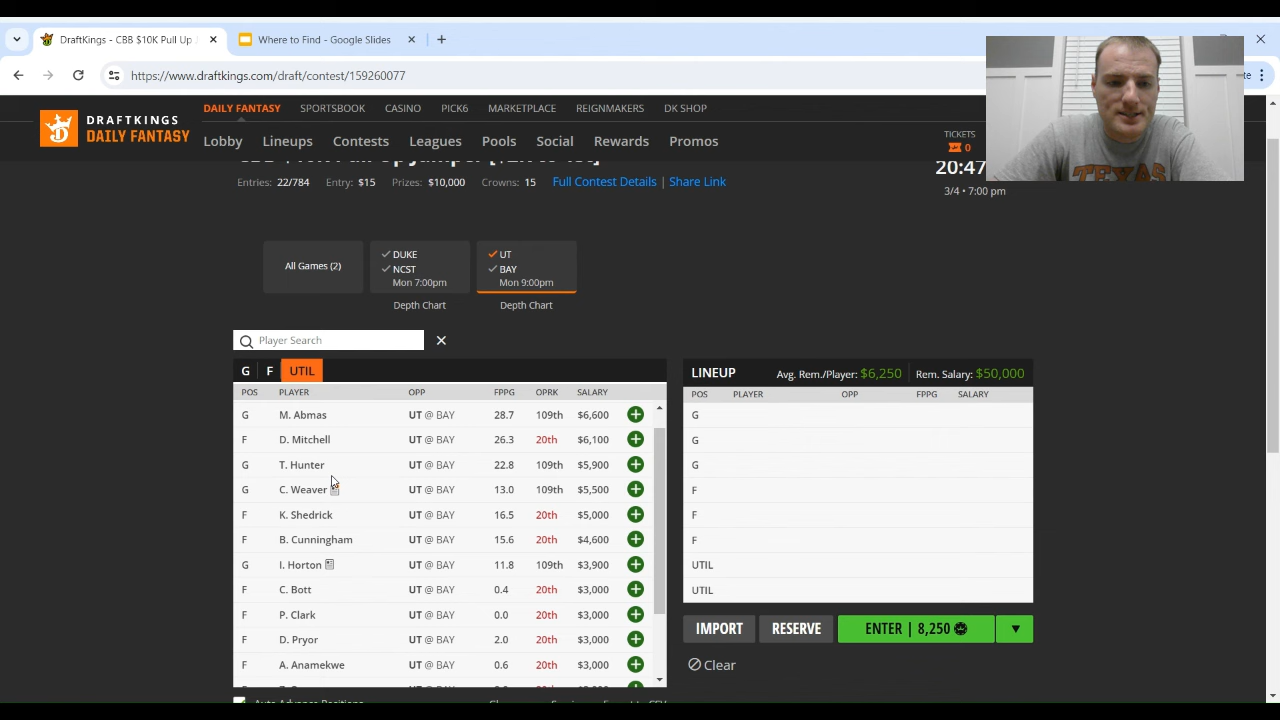 DraftKings - CBB $10K Pull Up
Where to Find - Google Slides
https://www.draftkings.com/draft/contest/159260077
DAILY FANTASY SPORTSBOOK CASINO PICK6 MARKETPLACE REIGNMAKERS DK SHOP
DRAFTKINGS
DAILY FANTASY
Lobby Lineups Contests Leagues Pools Social Rewards Promos
TICKETS
0
Entries: 22/784 Entry: $15 Prizes: $10,000 Crowns: 15 Full Contest Details | Share Link
20:47
3/4 • 7:00 pm
TEXAS
All Games (2)
DUKE
NCST
Mon 7:00pm
UT
BAY
Mon 9:00pm
Depth Chart Depth Chart
Player Search
G F UTIL
POS PLAYER OPP FPPG OPRK SALARY
G M. Abmas UT @ BAY 28.7 109th $6,600
F D. Mitchell UT @ BAY 26.3 20th $6,100
G T. Hunter UT @ BAY 22.8 109th $5,900
G C. Weaver UT @ BAY 13.0 109th $5,500
F K. Shedrick UT @ BAY 16.5 20th $5,000
F B. Cunningham UT @ BAY 15.6 20th $4,600
G I. Horton UT @ BAY 11.8 109th $3,900
F C. Bott UT @ BAY 0.4 20th $3,000
F P. Clark UT @ BAY 0.0 20th $3,000
F D. Pryor UT @ BAY 2.0 20th $3,000
F A. Anamekwe UT @ BAY 0.6 20th $3,000
LINEUP Avg. Rem./Player: $6,250 Rem. Salary: $50,000
POS PLAYER OPP FPPG SALARY
G
G
G
F
F
F
UTIL
UTIL
IMPORT RESERVE ENTER | 8,250
Clear